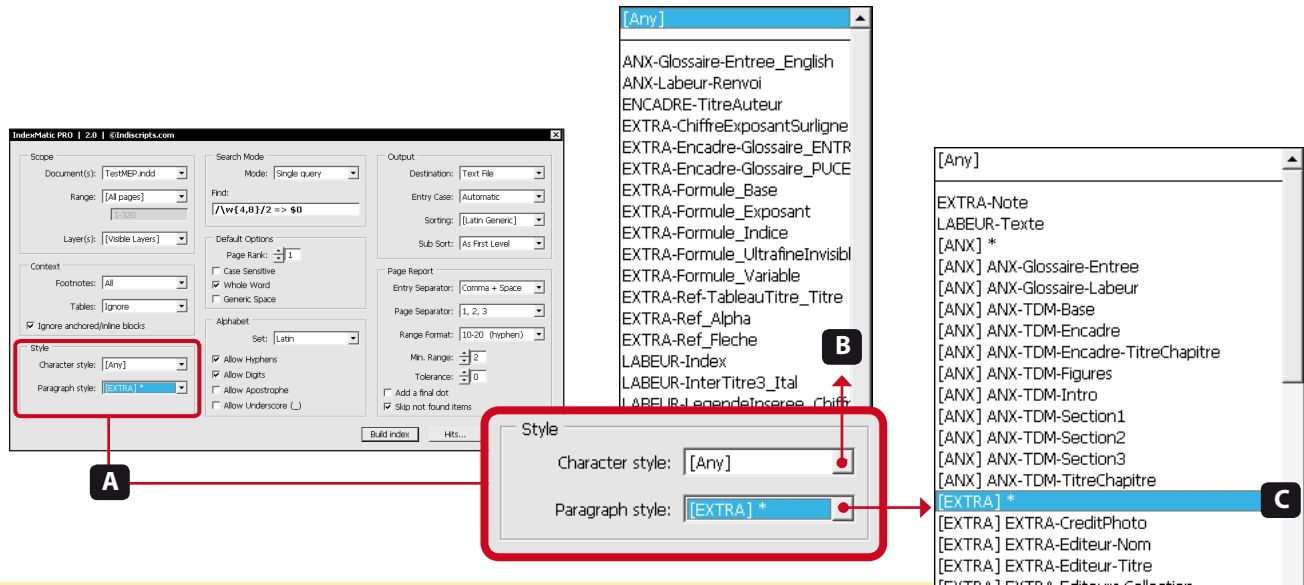 IndexMatic PRO | 2.0 | ©Indiscripts.com
Scope
Document(s): TestMEP.indd
Range: [All pages]
1-320
Layer(s): [Visible Layers]
Context
Footnotes: All
Tables: Ignore
Ignore anchored/inline blocks
Style
Character style: [Any]
Paragraph style: [EXTRA] *
Search Mode
Mode: Single query
Find:
/\w{4,8}/2 => $0
Default Options
Page Rank: 1
Case Sensitive
Whole Word
Generic Space
Alphabet
Set: Latin
Allow Hyphens
Allow Digits
Allow Apostrophe
Allow Underscore (_)
Output
Destination: Text File
Entry Case: Automatic
Sorting: [Latin Generic]
Sub Sort: As First Level
Page Report
Entry Separator: Comma + Space
Page Separator: 1, 2, 3
Range Format: 10-20 (hyphen)
Min. Range: 2
Tolerance: 0
Add a final dot
Skip not found items
Build index
Hits...
A
Style
Character style: [Any]
Paragraph style: [EXTRA] *
[Any]
ANX-Glossaire-Entree_English
ANX-Labeur-Renvoi
ENCADRE-TitreAuteur
EXTRA-ChiffreExposantSurligne
EXTRA-Encadre-Glossaire_ENTR
EXTRA-Encadre-Glossaire_PUCE
EXTRA-Formule_Base
EXTRA-Formule_Exposant
EXTRA-Formule_Indice
EXTRA-Formule_UltrafineInvisibl
EXTRA-Formule_Variable
EXTRA-Ref-TableauTitre_Titre
EXTRA-Ref_Alpha
EXTRA-Ref_Fleche
LABEUR-Index
LABEUR-InterTitre3_Ital
LABEUR-LegendeInseree_Chiffr
B
[Any]
EXTRA-Note
LABEUR-Texte
[ANX] *
[ANX] ANX-Glossaire-Entree
[ANX] ANX-Glossaire-Labeur
[ANX] ANX-TDM-Base
[ANX] ANX-TDM-Encadre
[ANX] ANX-TDM-Encadre-TitreChapitre
[ANX] ANX-TDM-Figures
[ANX] ANX-TDM-Intro
[ANX] ANX-TDM-Section1
[ANX] ANX-TDM-Section2
[ANX] ANX-TDM-Section3
[ANX] ANX-TDM-TitreChapitre
[EXTRA] *
[EXTRA] EXTRA-CreditPhoto
[EXTRA] EXTRA-Editeur-Nom
[EXTRA] EXTRA-Editeur-Titre
[EXTRA] EXTRA-Editeurs-Collection
C